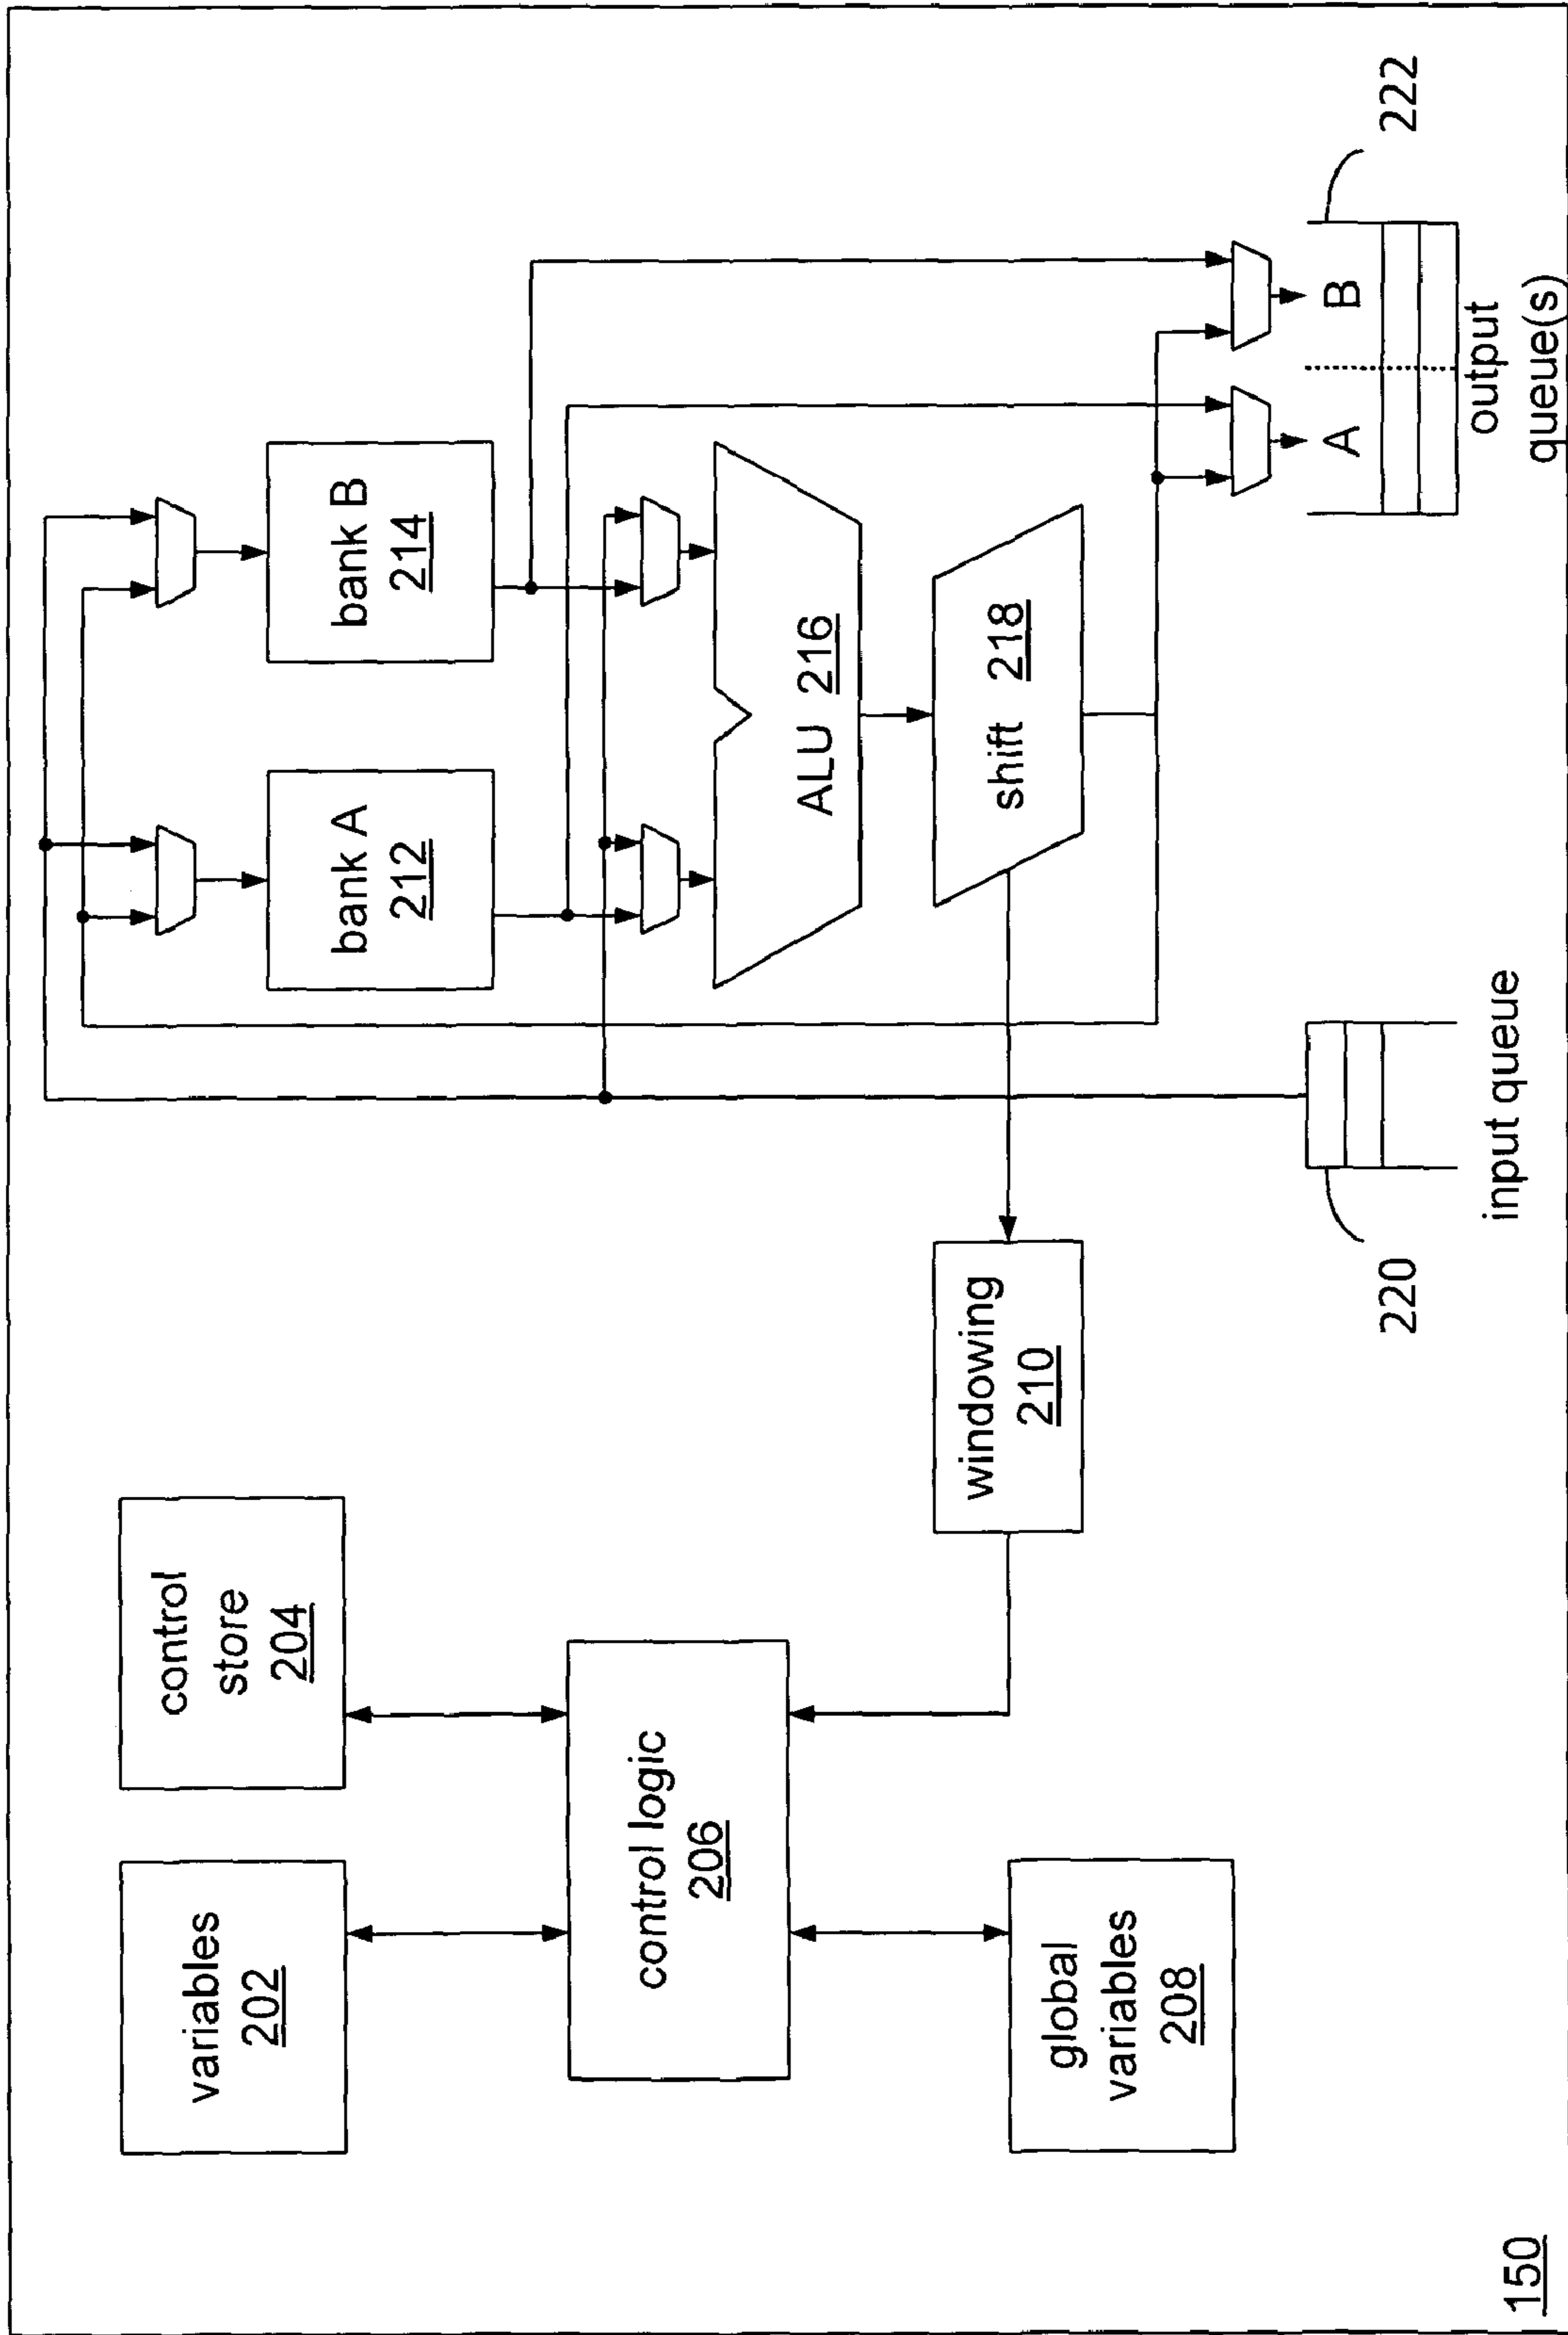 variables
202
control
store
204
control logic
206
global
variables
208
windowing
210
bank A
212
bank B
214
ALU 216
shift 218
220
input queue
A
B
222
output
queue(s)
150